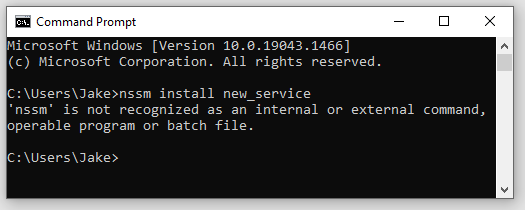 Command Prompt
Microsoft Windows [Version 10.0.19043.1466]
(c) Microsoft Corporation. All rights reserved.
C:\Users\Jake>nssm install new_service
'nssm' is not recognized as an internal or external command,
operable program or batch file.
C:\Users\Jake>